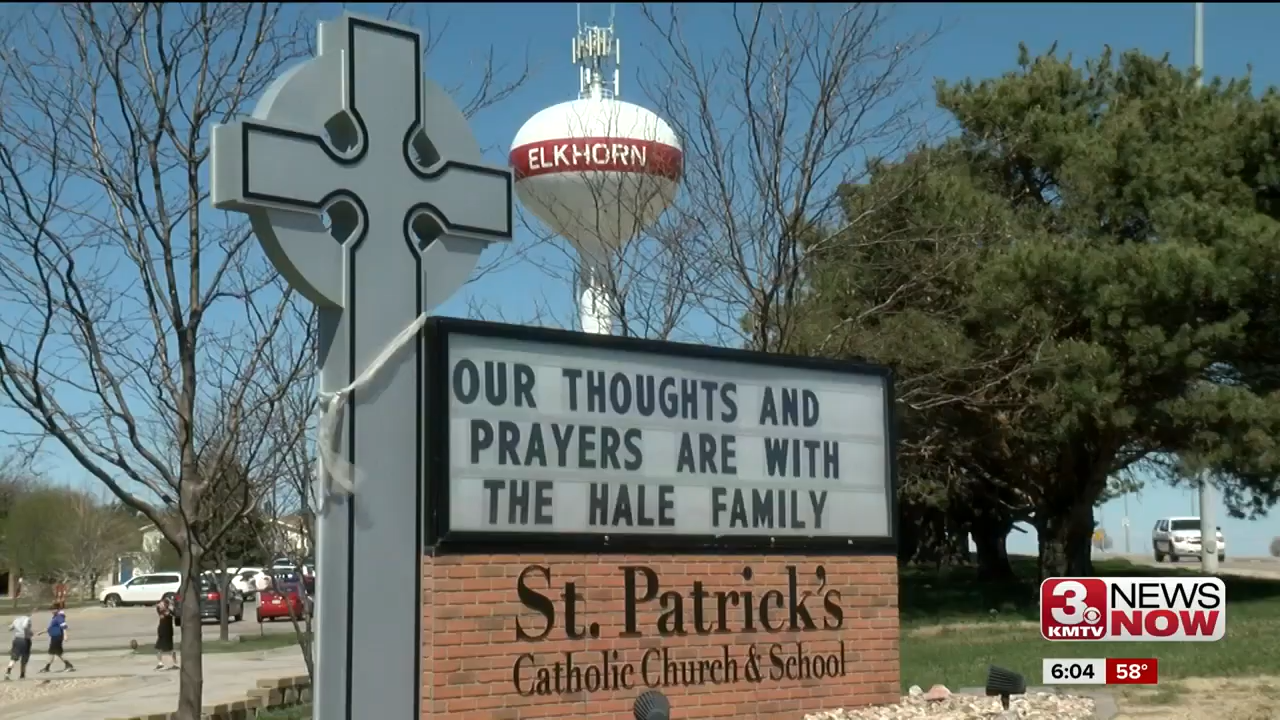 ELKHORN
OUR THOUGHTS AND
PRAYERS ARE WITH
THE HALE FAMILY
St. Patrick's
Catholic Church & School
3 NEWS
KMTV NOW
6:04 58°